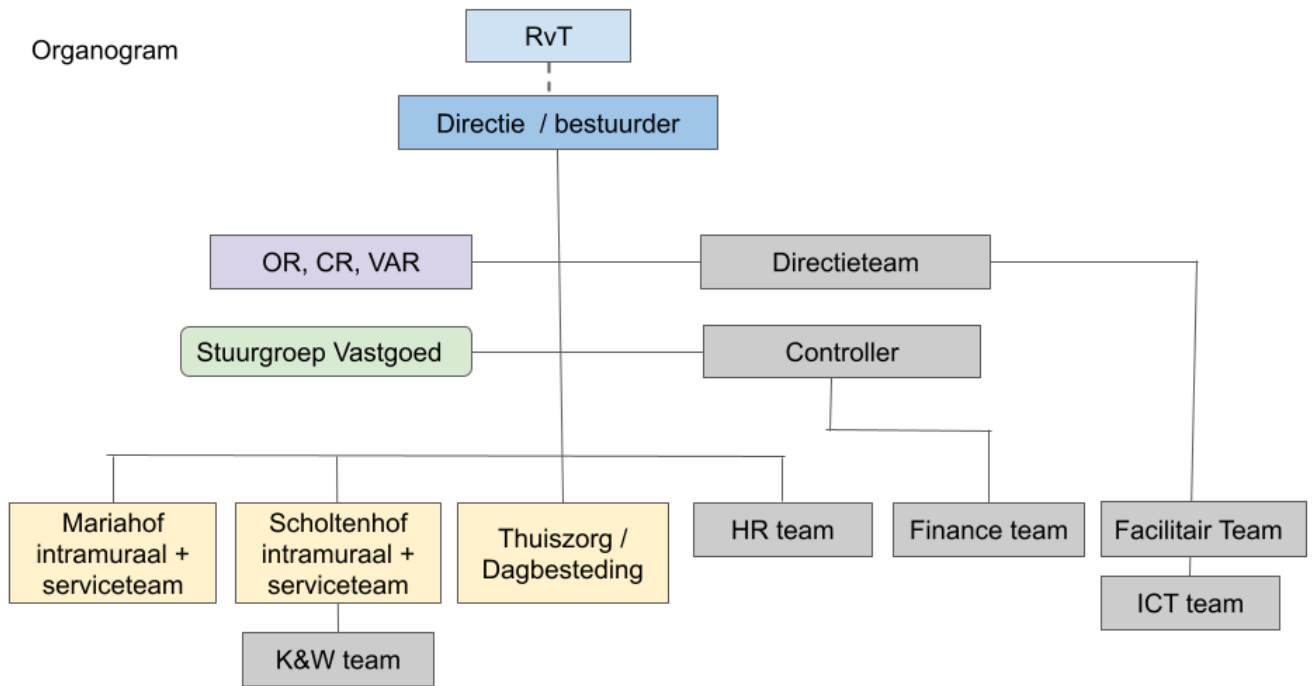 Organogram
RvT
Directie / bestuurder
OR, CR, VAR
Directieteam
Stuurgroep Vastgoed
Controller
Mariahof
intramuraal +
serviceteam
Scholtenhof
intramuraal +
serviceteam
Thuiszorg /
Dagbesteding
HR team
Finance team
Facilitair Team
ICT team
K&W team